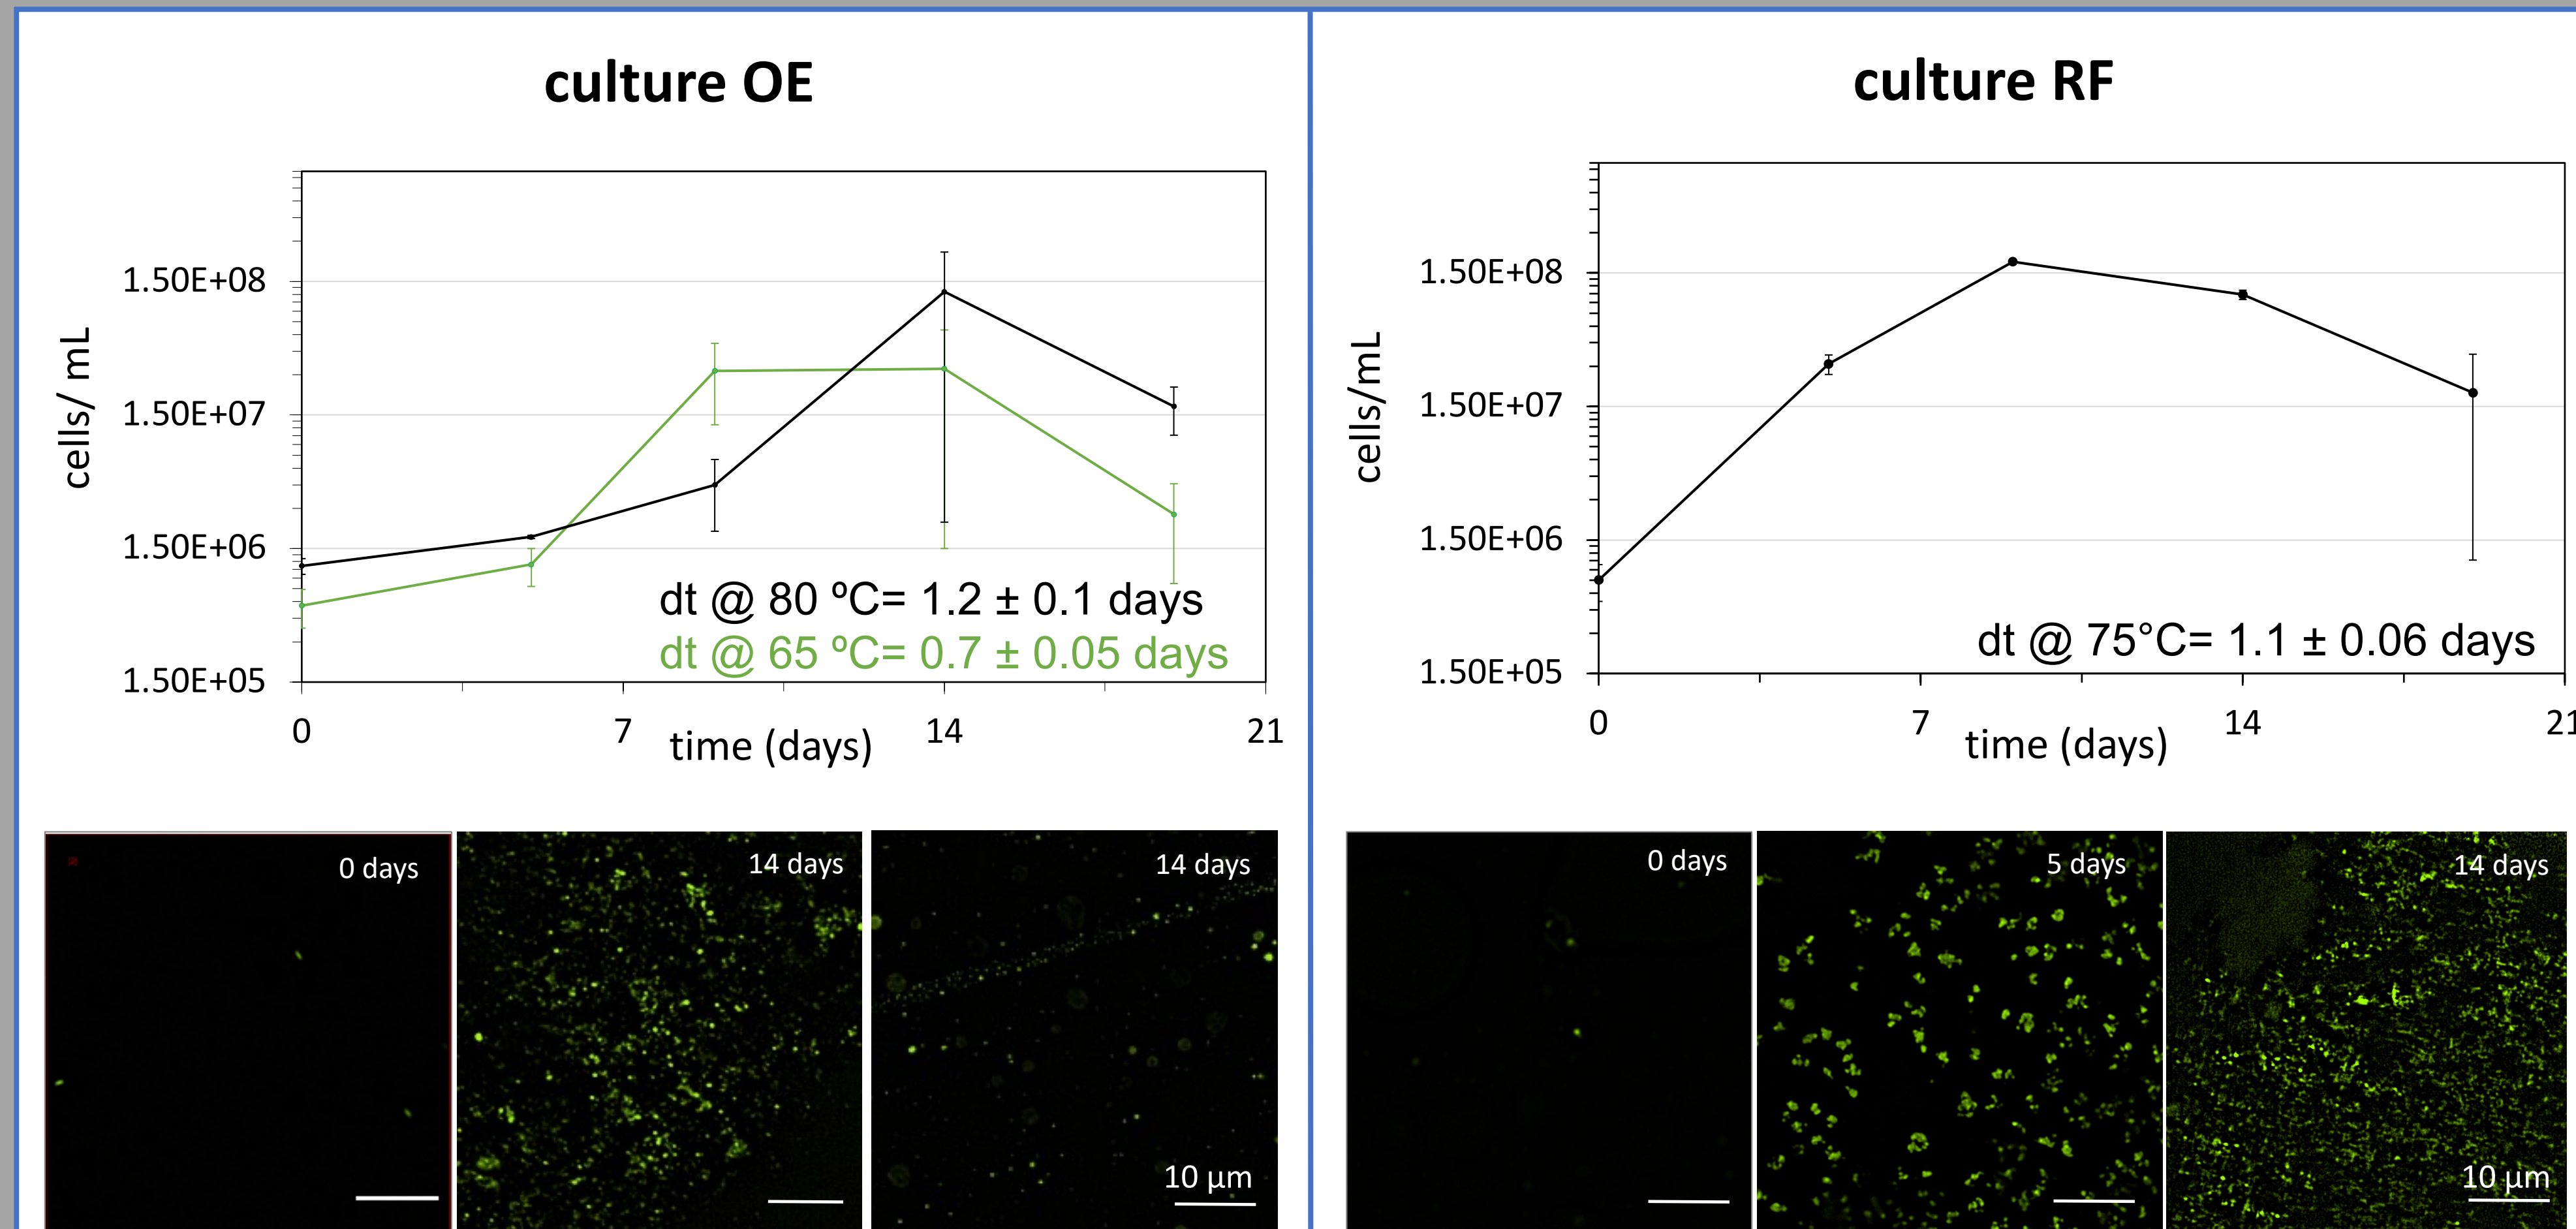 culture OE
1.50E+08
1.50E+07
1.50E+06
1.50E+05
cells/ mL
dt @ 80 ºC= 1.2 ± 0.1 days
dt @ 65 ºC= 0.7 ± 0.05 days
0 7 14 21
time (days)
0 days
14 days
14 days
10 µm
culture RF
1.50E+08
1.50E+07
1.50E+06
1.50E+05
cells/mL
dt @ 75°C= 1.1 ± 0.06 days
0 7 14 21
time (days)
0 days
5 days
14 days
10 µm